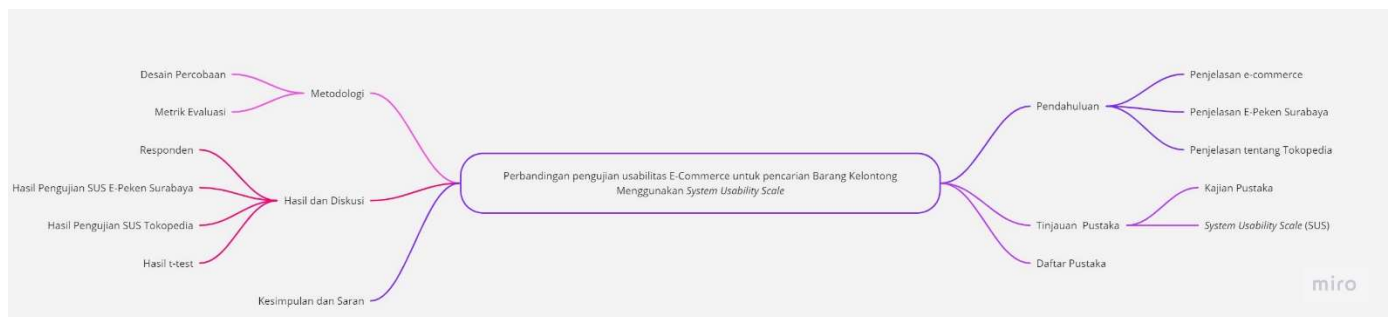 Desain Percobaan
Metrik Evaluasi
Metodologi
Responden
Hasil Pengujian SUS E-Peken Surabaya
Hasil Pengujian SUS Tokopedia
Hasil t-test
Hasil dan Diskusi
Kesimpulan dan Saran
Perbandingan pengujian usabilitas E-Commerce untuk pencarian Barang Kelontong
Menggunakan System Usability Scale
Pendahuluan
Penjelasan e-commerce
Penjelasan E-Peken Surabaya
Penjelasan tentang Tokopedia
Tinjauan Pustaka
Kajian Pustaka
System Usability Scale (SUS)
Daftar Pustaka
miro